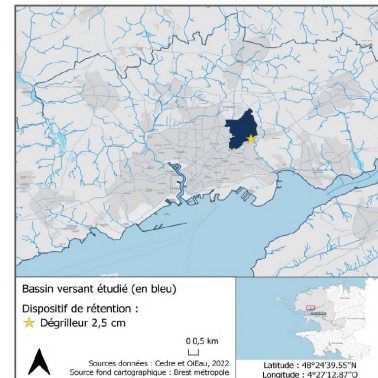 Bassin versant étudié (en bleu)
Dispositif de rétention :
Dégrilleur 2,5 cm
0 0,5 km
Sources données : Cedre et OiEau, 2022
Source fond cartographique : Brest métropole
Latitude : 48°24'39.55"N
Longitude : 4°27'12.87"O